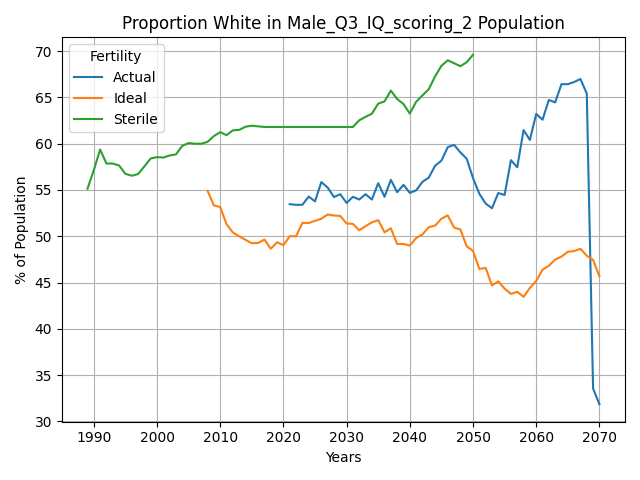 Proportion White in Male_Q3_IQ_scoring_2 Population
Fertility
Actual
Ideal
Sterile
% of Population
70
65
60
55
50
45
40
35
30
1990 2000 2010 2020 2030 2040 2050 2060 2070
Years